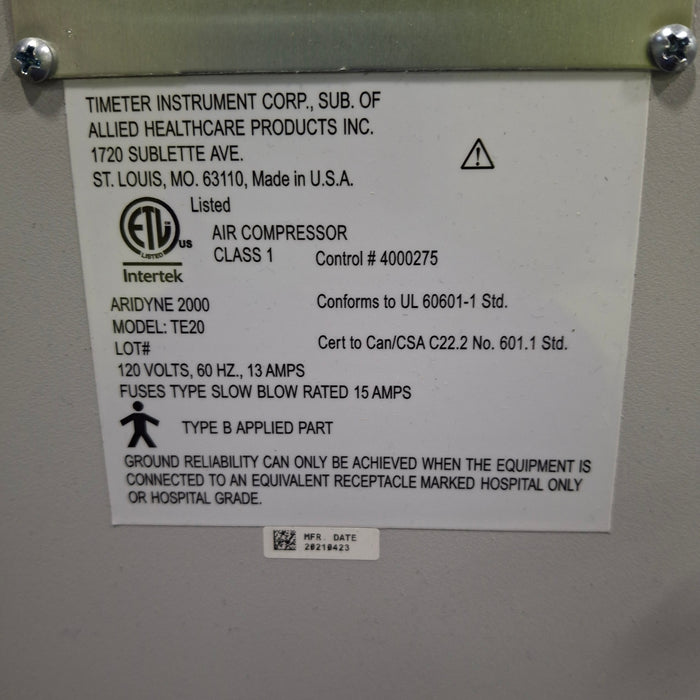 TIMETER INSTRUMENT CORP., SUB. OF
ALLIED HEALTHCARE PRODUCTS INC.
1720 SUBLETTE AVE.
ST. LOUIS, MO. 63110, Made in U.S.A.
ETL
LISTED
US
Intertek
Listed
AIR COMPRESSOR
CLASS 1
Control # 4000275
ARIDYNE 2000
Conforms to UL 60601-1 Std.
MODEL: TE20
LOT#
Cert to Can/CSA C22.2 No. 601.1 Std.
120 VOLTS, 60 HZ., 13 AMPS
FUSES TYPE SLOW BLOW RATED 15 AMPS
TYPE B APPLIED PART
GROUND RELIABILITY CAN ONLY BE ACHIEVED WHEN THE EQUIPMENT IS
CONNECTED TO AN EQUIVALENT RECEPTACLE MARKED HOSPITAL ONLY
OR HOSPITAL GRADE.
MFR. DATE
20210423